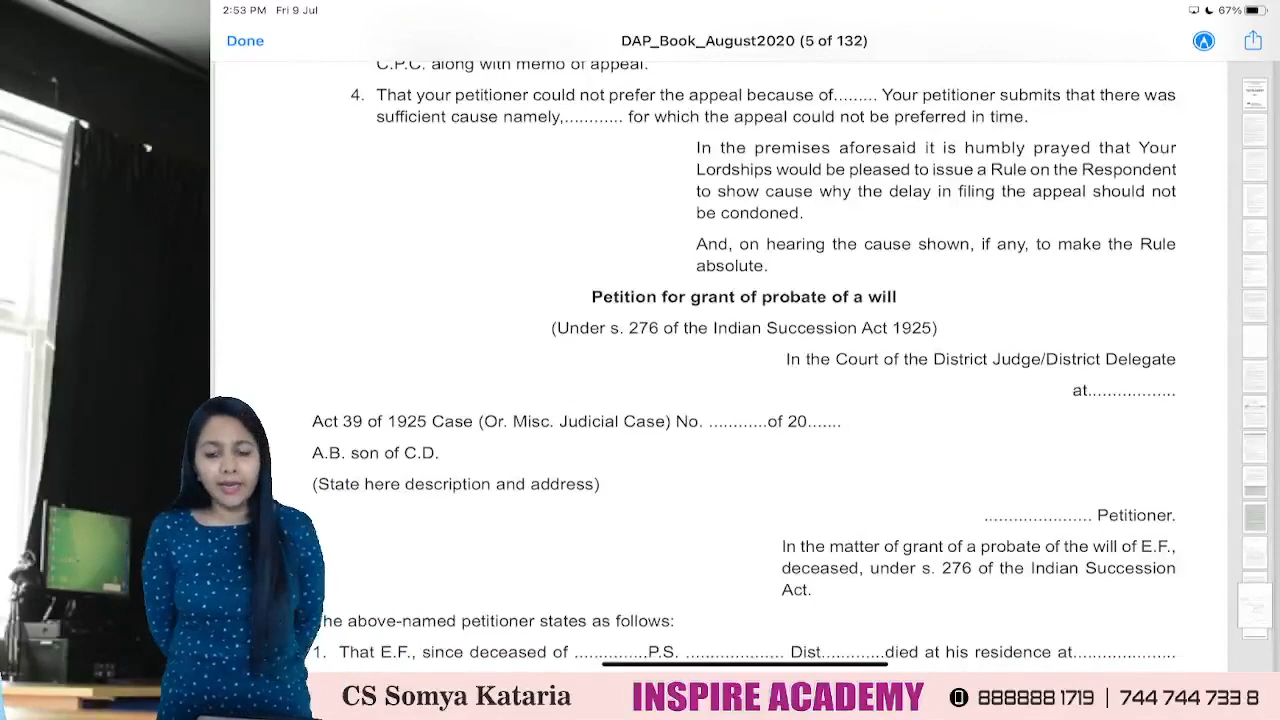 2:53 PM Fri 9 Jul
67%
Done
DAP_Book_August2020 (5 of 132)
C.P.C. along with memo of appeal.
4. That your petitioner could not prefer the appeal because of......... Your petitioner submits that there was
sufficient cause namely,............ for which the appeal could not be preferred in time.
In the premises aforesaid it is humbly prayed that Your
Lordships would be pleased to issue a Rule on the Respondent
to show cause why the delay in filing the appeal should not
be condoned.
And, on hearing the cause shown, if any, to make the Rule
absolute.
Petition for grant of probate of a will
(Under s. 276 of the Indian Succession Act 1925)
In the Court of the District Judge/District Delegate
at..................
Act 39 of 1925 Case (Or. Misc. Judicial Case) No. ............of 20.......
A.B. son of C.D.
(State here description and address)
...................... Petitioner.
In the matter of grant of a probate of the will of E.F.,
deceased, under s. 276 of the Indian Succession
Act.
he above-named petitioner states as follows:
1. That E.F., since deceased of ...............P.S. .................... Dist.............died at his residence at.....................
CS Somya Kataria
INSPIRE ACADEMY
888888 1719 | 744 744 733 8